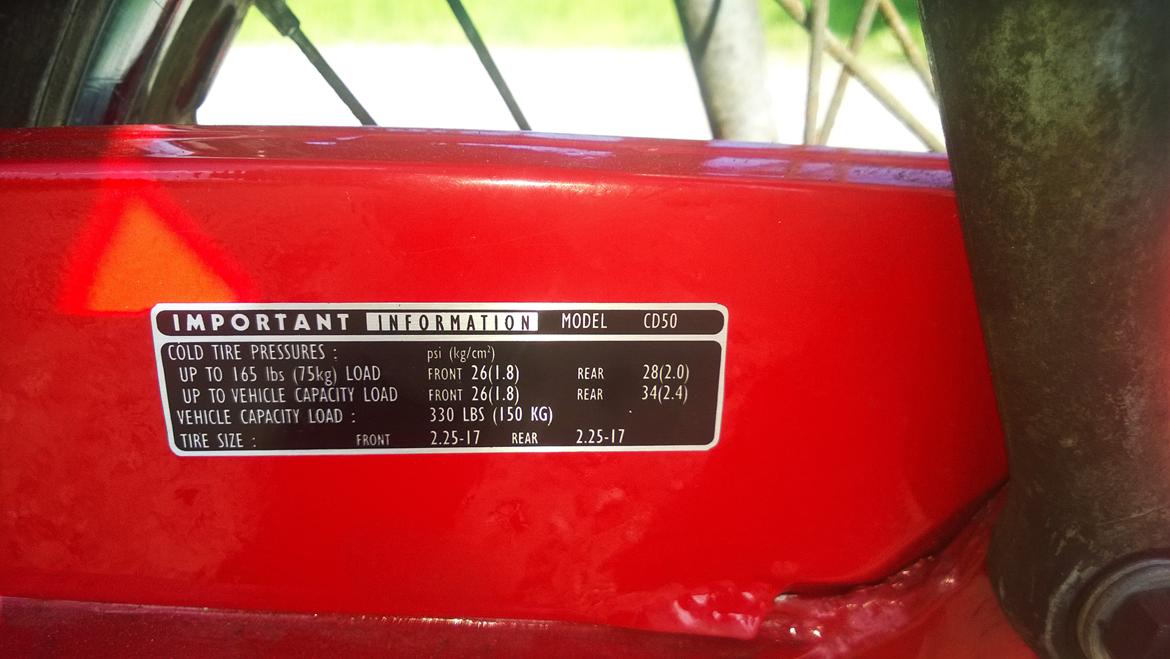 IMPORTANT INFORMATION MODEL CD50
COLD TIRE PRESSURES : psi (kg/cm²)
UP TO 165 lbs (75kg) LOAD FRONT 26(1.8) REAR 28(2.0)
UP TO VEHICLE CAPACITY LOAD FRONT 26(1.8) REAR 34(2.4)
VEHICLE CAPACITY LOAD : 330 LBS (150 KG)
TIRE SIZE : FRONT 2.25-17 REAR 2.25-17